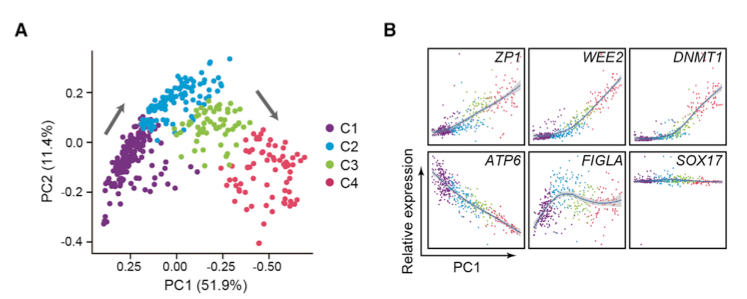 A
B
PC2 (11.4%)
0.2
0.0
-0.2
-0.4
0.25
0.00
-0.25
-0.50
PC1 (51.9%)
C1
C2
C3
C4
Relative expression
ZP1
WEE2
DNMT1
ATP6
FIGLA
SOX17
PC1